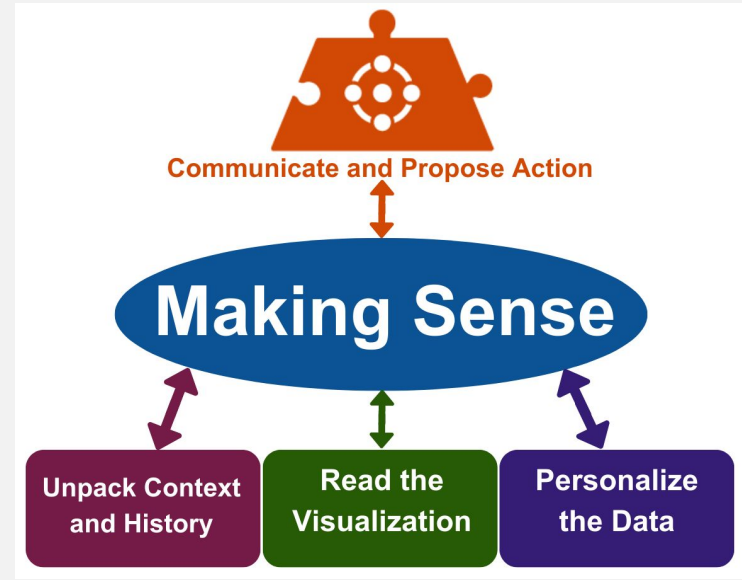 Communicate and Propose Action
Making Sense
Unpack Context
and History
Read the
Visualization
Personalize
the Data